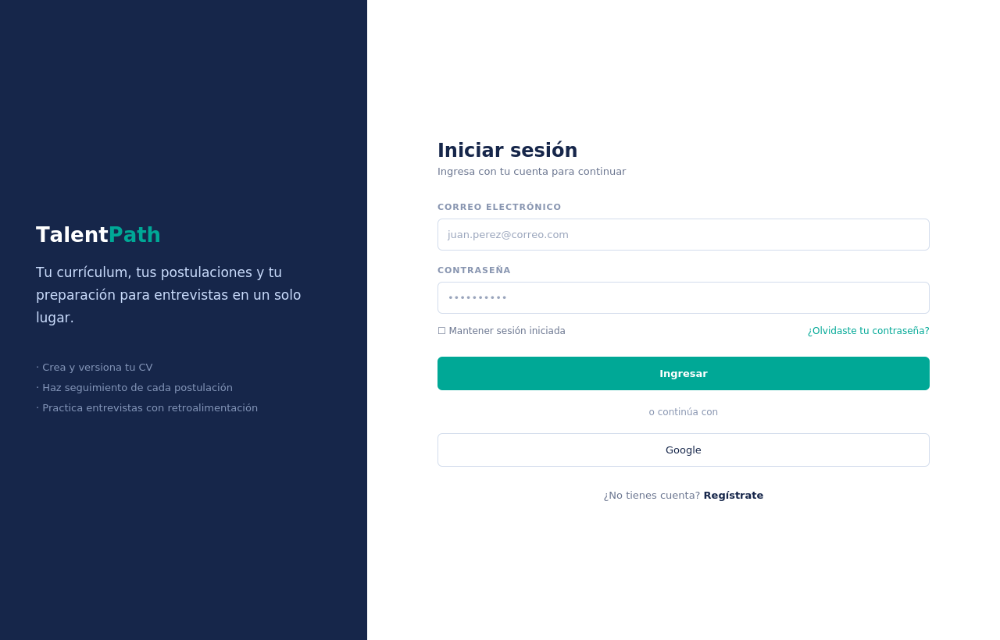 TalentPath
Tu currículum, tus postulaciones y tu
preparación para entrevistas en un solo
lugar.
· Crea y versiona tu CV
· Haz seguimiento de cada postulación
· Practica entrevistas con retroalimentación
Iniciar sesión
Ingresa con tu cuenta para continuar
CORREO ELECTRÓNICO
juan.perez@correo.com
CONTRASEÑA
••••••••••
☐ Mantener sesión iniciada
¿Olvidaste tu contraseña?
Ingresar
o continúa con
Google
¿No tienes cuenta? Regístrate